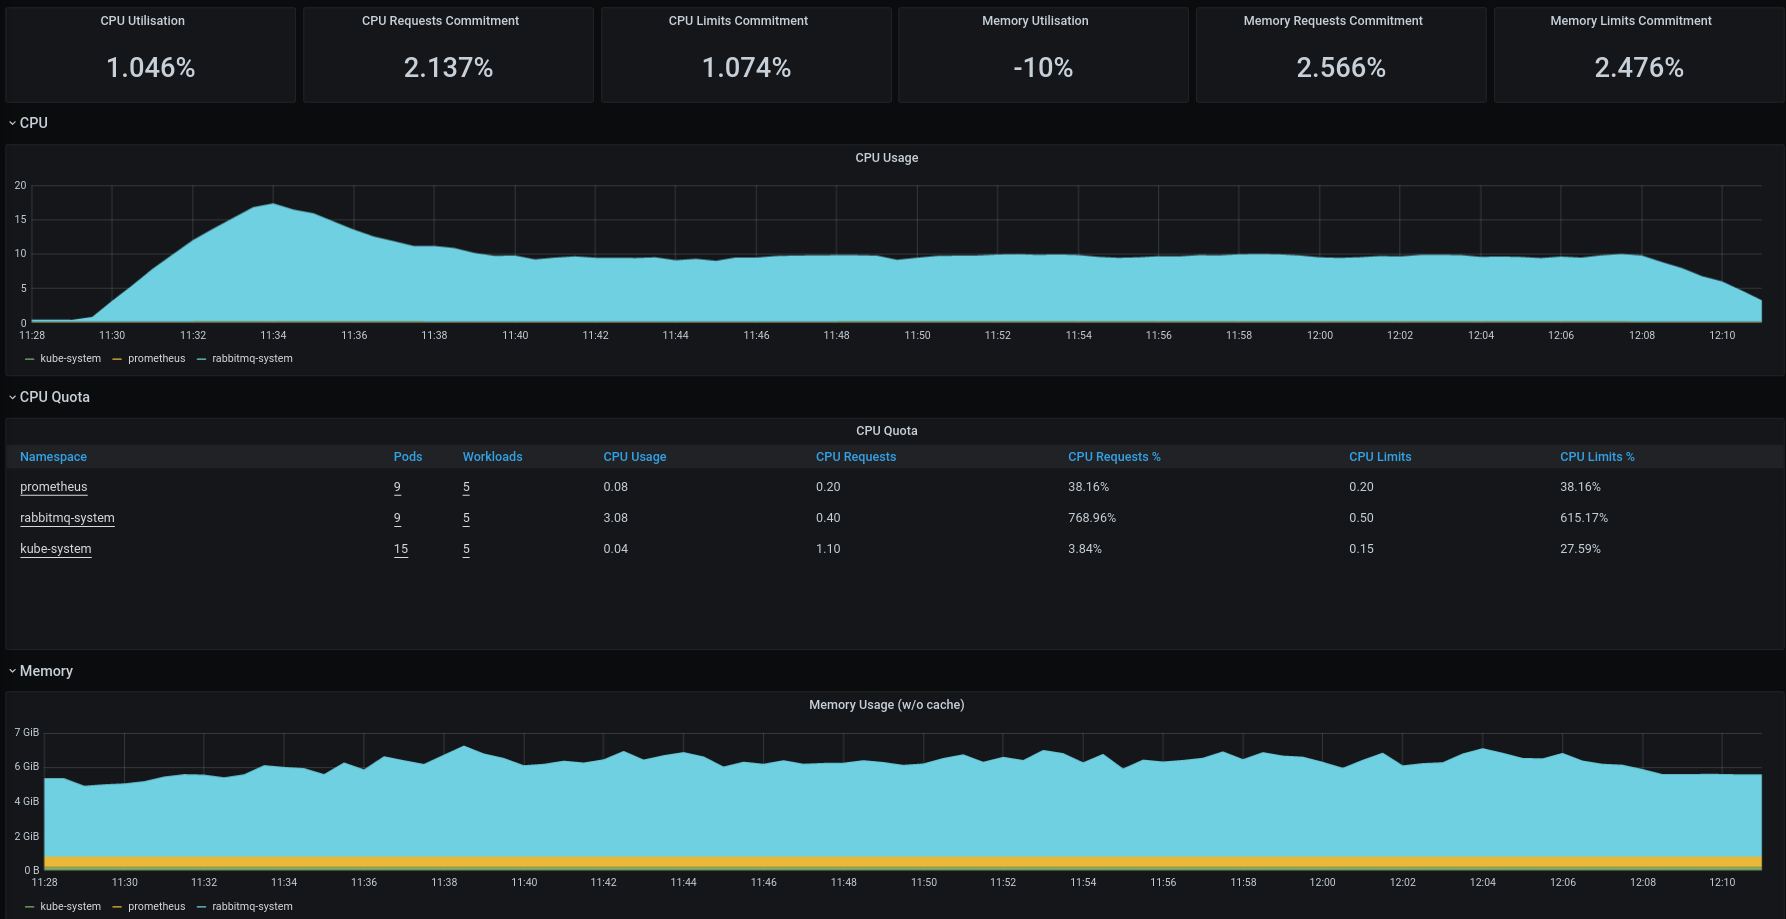 CPU Utilisation CPU Requests Commitment CPU Limits Commitment Memory Utilisation Memory Requests Commitment Memory Limits Commitment
1.046% 2.137% 1.074% -10% 2.566% 2.476%
CPU
CPU Usage
20
15
10
5
0
11:28 11:30 11:32 11:34 11:36 11:38 11:40 11:42 11:44 11:46 11:48 11:50 11:52 11:54 11:56 11:58 12:00 12:02 12:04 12:06 12:08 12:10
kube-system prometheus rabbitmq-system
CPU Quota
CPU Quota
Namespace Pods Workloads CPU Usage CPU Requests CPU Requests % CPU Limits CPU Limits %
prometheus 9 5 0.08 0.20 38.16% 0.20 38.16%
rabbitmq-system 9 5 3.08 0.40 768.96% 0.50 615.17%
kube-system 15 5 0.04 1.10 3.84% 0.15 27.59%
Memory
Memory Usage (w/o cache)
7 GiB
6 GiB
4 GiB
2 GiB
0 B
11:28 11:30 11:32 11:34 11:36 11:38 11:40 11:42 11:44 11:46 11:48 11:50 11:52 11:54 11:56 11:58 12:00 12:02 12:04 12:06 12:08 12:10
kube-system prometheus rabbitmq-system